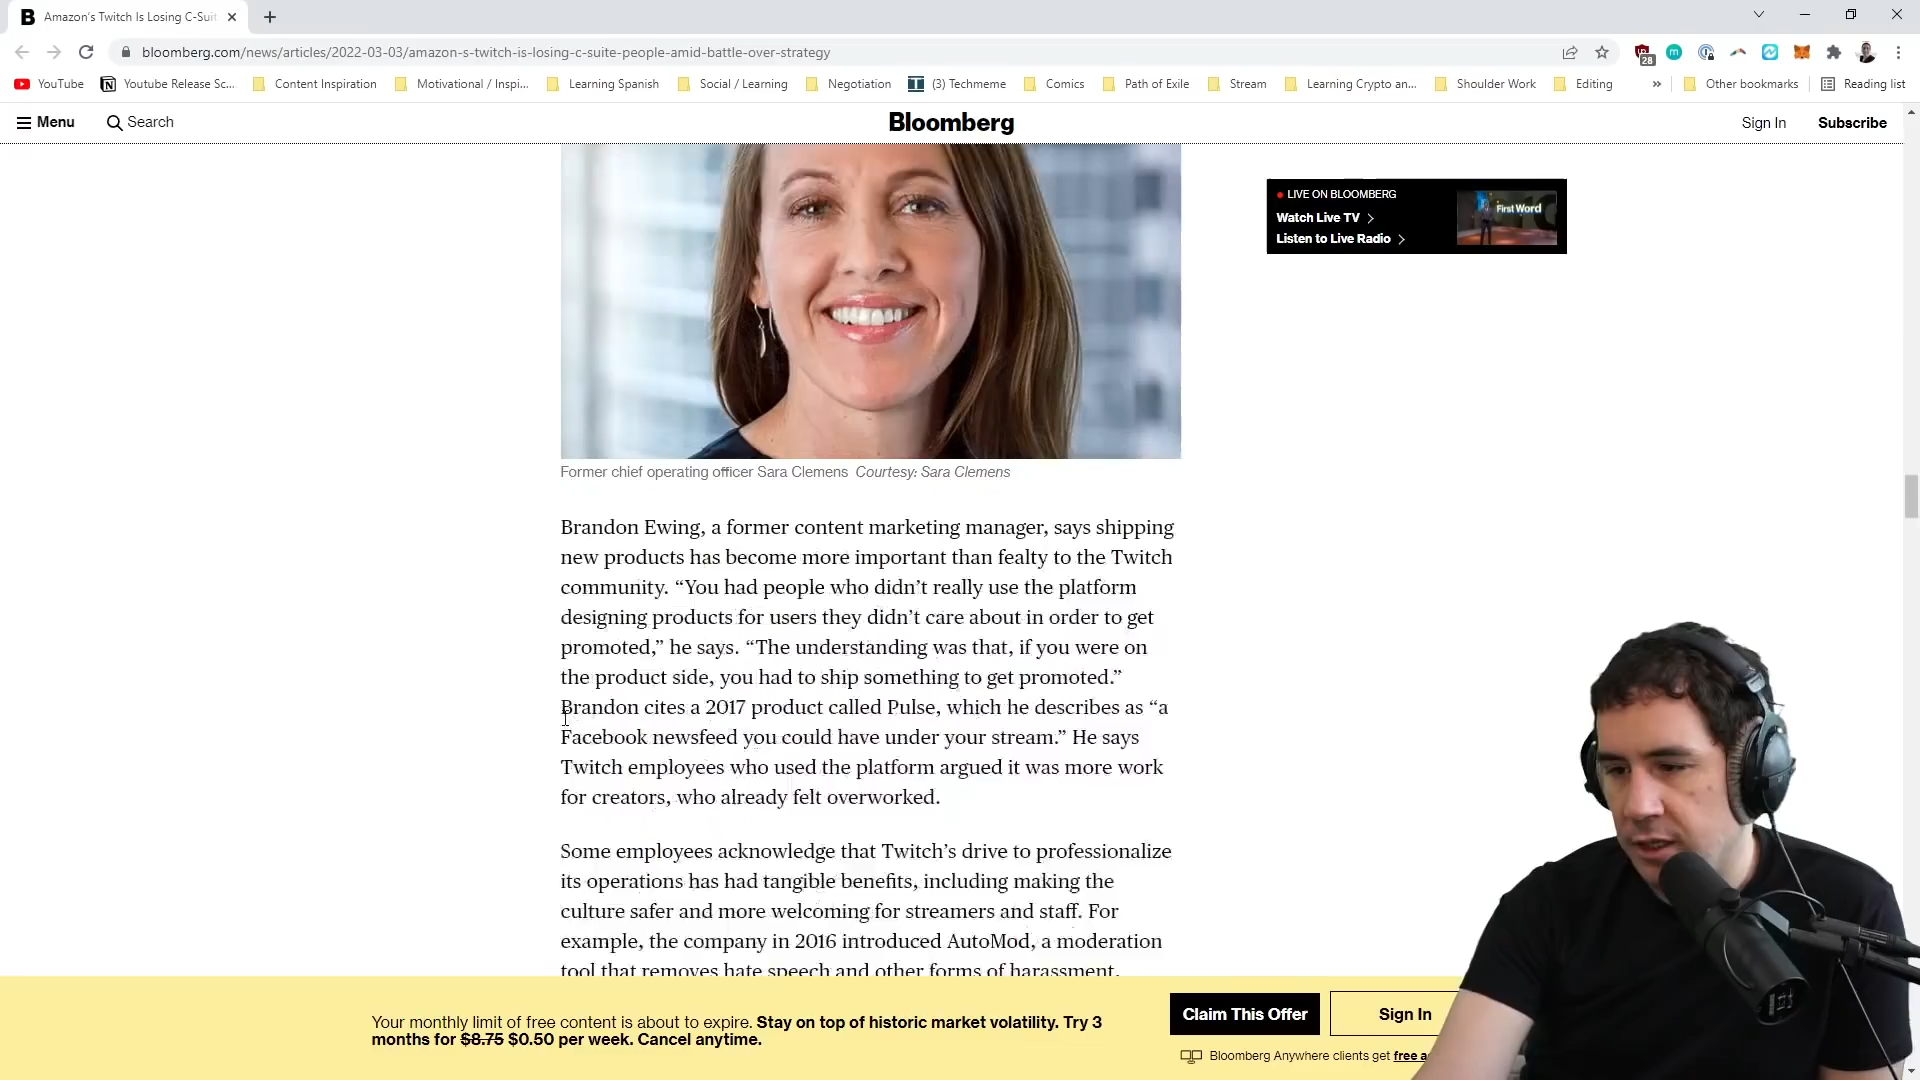 Amazon's Twitch Is Losing C-Suit
bloomberg.com/news/articles/2022-03-03/amazon-s-twitch-is-losing-c-suite-people-amid-battle-over-strategy
28
YouTube
Youtube Release Sc...
Content Inspiration
Motivational / Inspi...
Learning Spanish
Social / Learning
Negotiation
(3) Techmeme
Comics
Path of Exile
Stream
Learning Crypto an...
Shoulder Work
Editing
Other bookmarks
Reading list
Menu
Search
Bloomberg
Sign In
Subscribe
LIVE ON BLOOMBERG
Watch Live TV
Listen to Live Radio
First Word
Former chief operating officer Sara Clemens Courtesy: Sara Clemens
Brandon Ewing, a former content marketing manager, says shipping
new products has become more important than fealty to the Twitch
community. “You had people who didn’t really use the platform
designing products for users they didn’t care about in order to get
promoted,” he says. “The understanding was that, if you were on
the product side, you had to ship something to get promoted.”
Brandon cites a 2017 product called Pulse, which he describes as “a
Facebook newsfeed you could have under your stream.” He says
Twitch employees who used the platform argued it was more work
for creators, who already felt overworked.
Some employees acknowledge that Twitch’s drive to professionalize
its operations has had tangible benefits, including making the
culture safer and more welcoming for streamers and staff. For
example, the company in 2016 introduced AutoMod, a moderation
tool that removes hate speech and other forms of harassment.
Your monthly limit of free content is about to expire. Stay on top of historic market volatility. Try 3
months for $8.75 $0.50 per week. Cancel anytime.
Claim This Offer
Sign In
Bloomberg Anywhere clients get free a